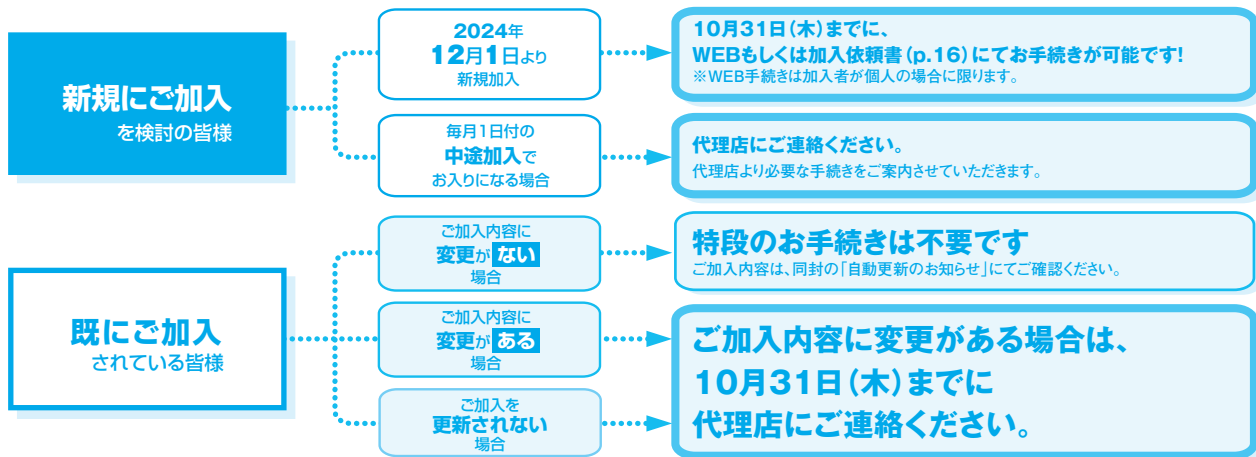 新規にご加入
を検討の皆様
2024年
12月1日より
新規加入
10月31日(木)までに、
WEBもしくは加入依頼書(p.16)にてお手続きが可能です!
※WEB手続きは加入者が個人の場合に限ります。
毎月1日付の
中途加入で
お入りになる場合
代理店にご連絡ください。
代理店より必要な手続きをご案内させていただきます。
既にご加入
されている皆様
ご加入内容に
変更がない
場合
特段のお手続きは不要です
ご加入内容は、同封の「自動更新のお知らせ」にてご確認ください。
ご加入内容に
変更がある
場合
ご加入を
更新されない
場合
ご加入内容に変更がある場合は、
10月31日(木)までに
代理店にご連絡ください。